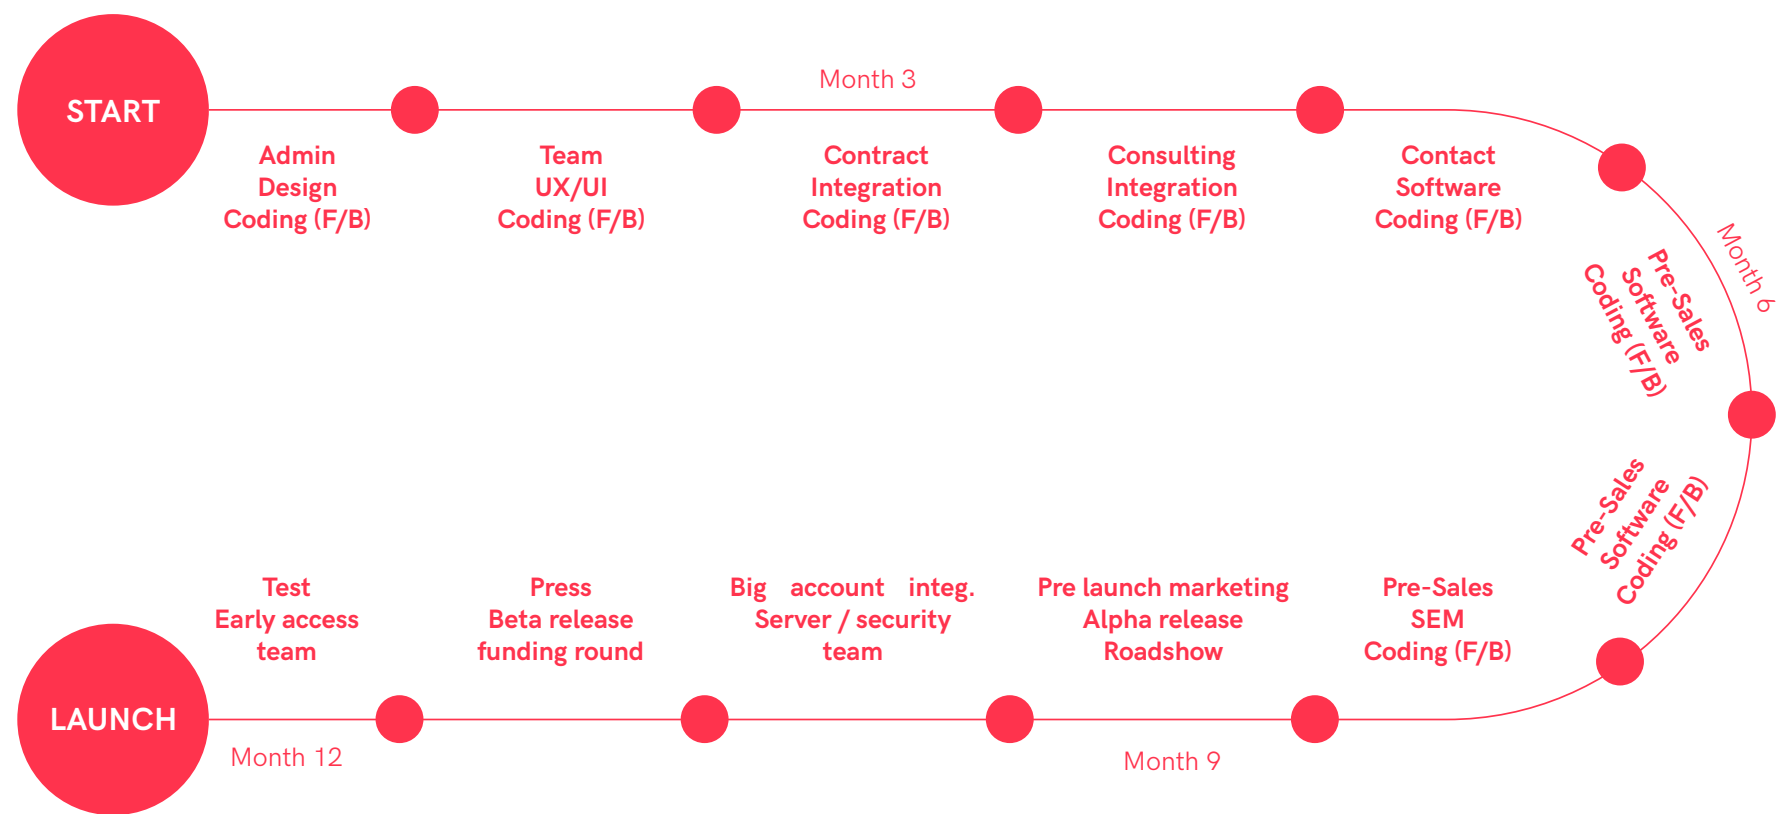 START
Month 3
Admin
Design
Coding (F/B)
Team
UX/UI
Coding (F/B)
Contract
Integration
Coding (F/B)
Consulting
Integration
Coding (F/B)
Contact
Software
Coding (F/B)
Month 6
Pre-Sales
Software
Coding (F/B)
Pre-Sales
Software
Coding (F/B)
Pre-Sales
SEM
Coding (F/B)
Pre launch marketing
Alpha release
Roadshow
Month 9
Big account integ.
Server / security
team
Press
Beta release
funding round
Test
Early access
team
Month 12
LAUNCH